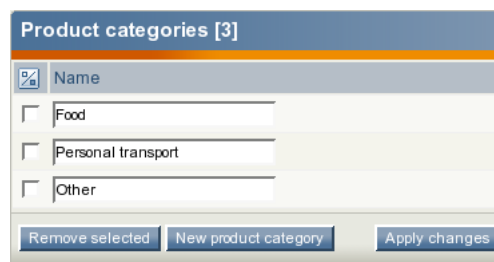 Product categories [3]
Name
Food
Personal transport
Other
Remove selected New product category Apply changes